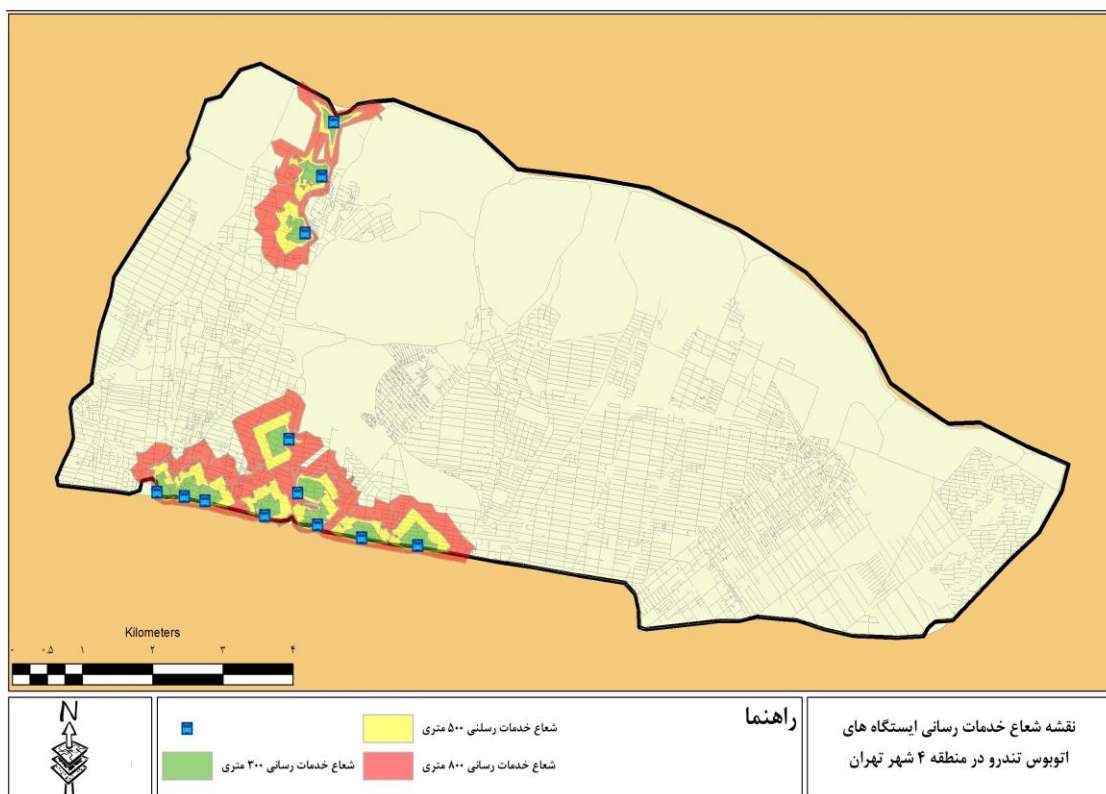 Kilometers
۰ ۰.۵ ۱ ۲ ۳ ۴
N
راهنما
شعاع خدمات رسلنی ۵۰۰ متری
شعاع خدمات رسانی ۳۰۰ متری
شعاع خدمات رسانی ۸۰۰ متری
نقشه شعاع خدمات رسانی ایستگاه های
اتوبوس تندرو در منطقه ۴ شهر تهران